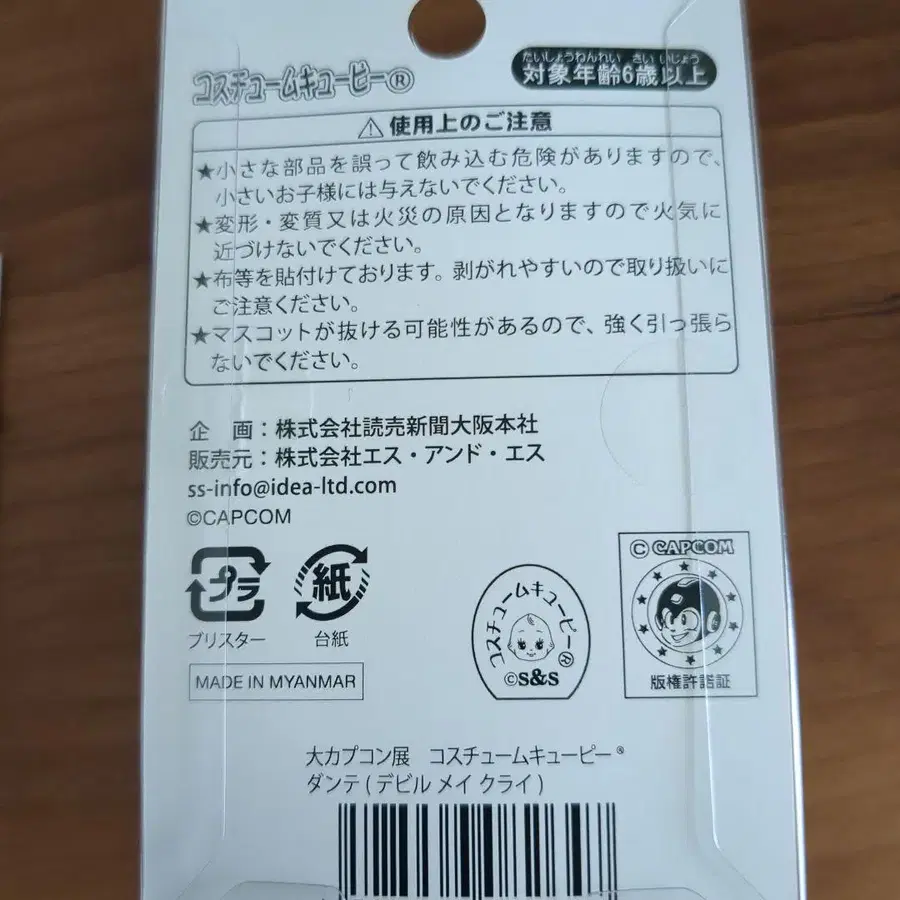 コスチュームキューピー®
たいしょうねんれい さい いじょう
対象年齢6歳以上
⚠使用上のご注意
★小さな部品を誤って飲み込む危険がありますので、
小さいお子様には与えないでください。
★変形・変質又は火災の原因となりますので火気に
近づけないでください。
★布等を貼付けております。剥がれやすいので取り扱いに
ご注意ください。
★マスコットが抜ける可能性があるので、強く引っ張ら
ないでください。
企 画：株式会社読売新聞大阪本社
販売元：株式会社エス・アンド・エス
ss-info@idea-ltd.com
©CAPCOM
プラ
ブリスター
紙
台紙
MADE IN MYANMAR
コスチュームキューピー®
©S&S
© CAPCOM
版権許諾証
大カプコン展 コスチュームキューピー®
ダンテ(デビル メイ クライ)